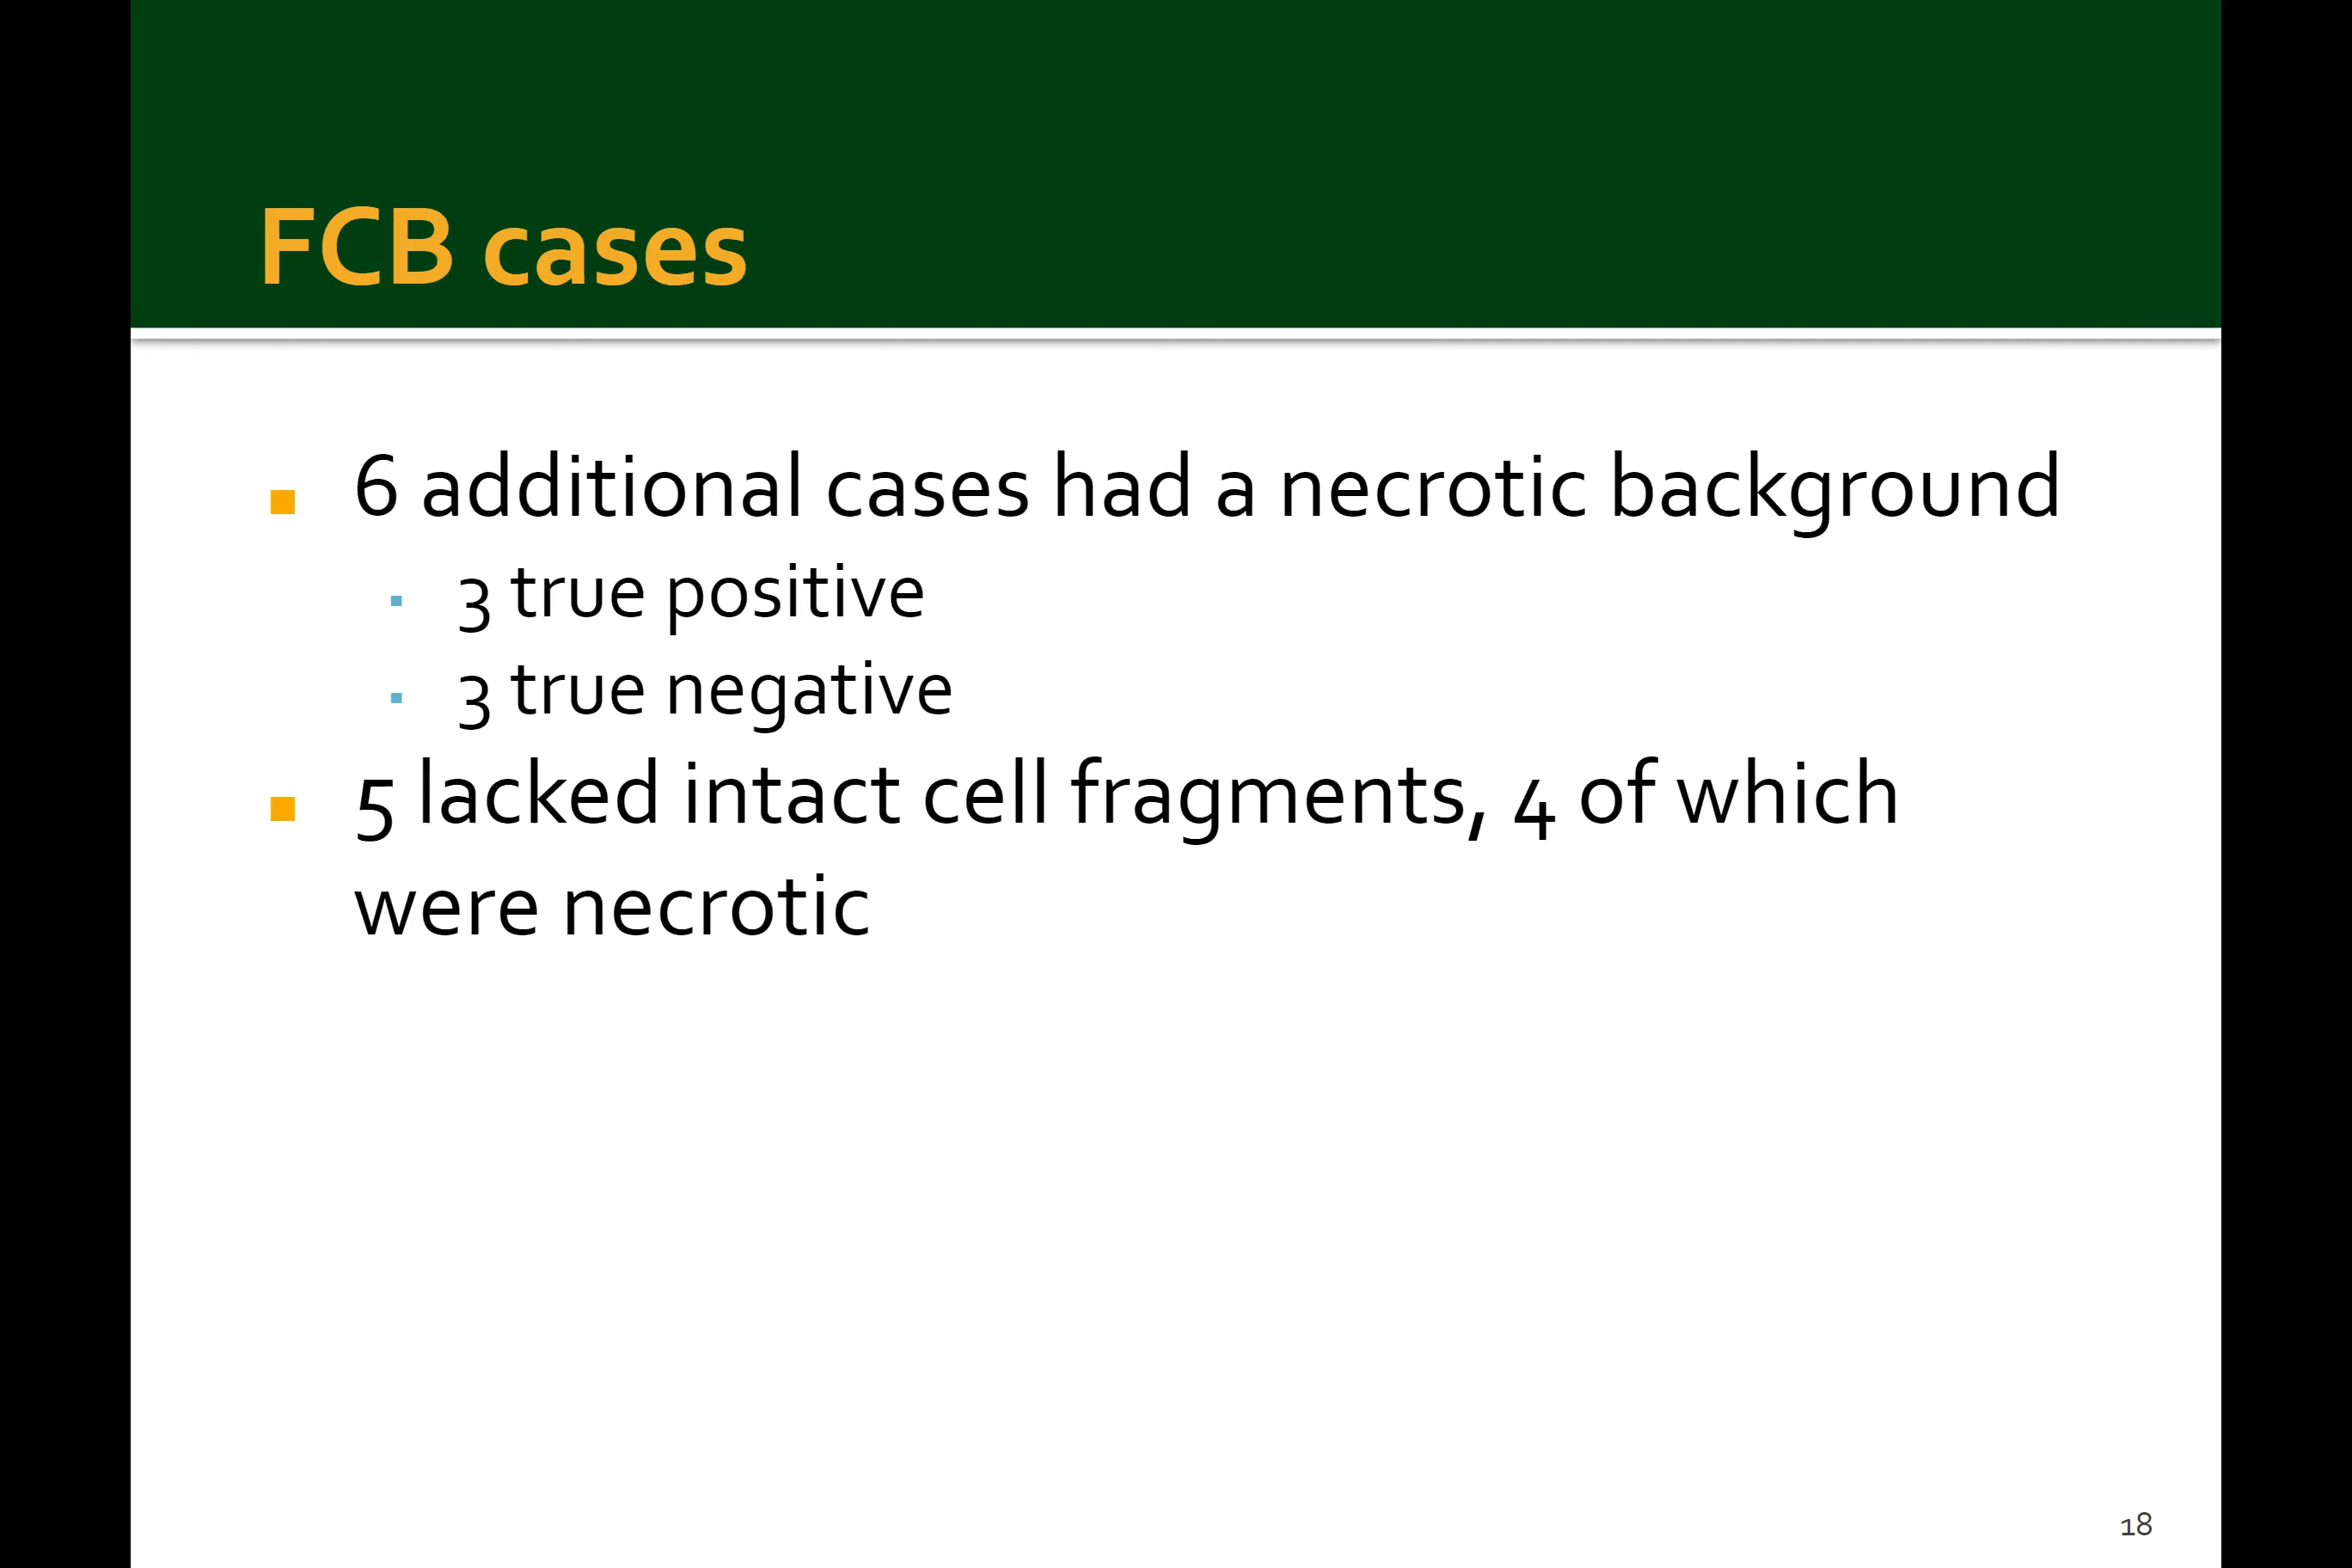 FCB cases
6 additional cases had a necrotic background
3 true positive
3 true negative
5 lacked intact cell fragments, 4 of which
were necrotic
18